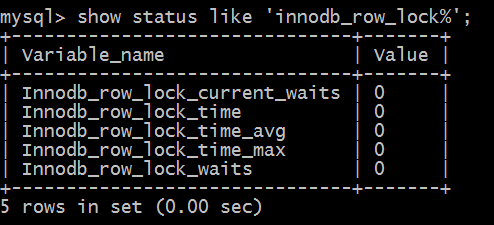 mysql> show status like 'innodb_row_lock%';
+-------------------------------+-------+
| Variable_name                 | Value |
+-------------------------------+-------+
| Innodb_row_lock_current_waits | 0     |
| Innodb_row_lock_time          | 0     |
| Innodb_row_lock_time_avg      | 0     |
| Innodb_row_lock_time_max      | 0     |
| Innodb_row_lock_waits         | 0     |
+-------------------------------+-------+
5 rows in set (0.00 sec)